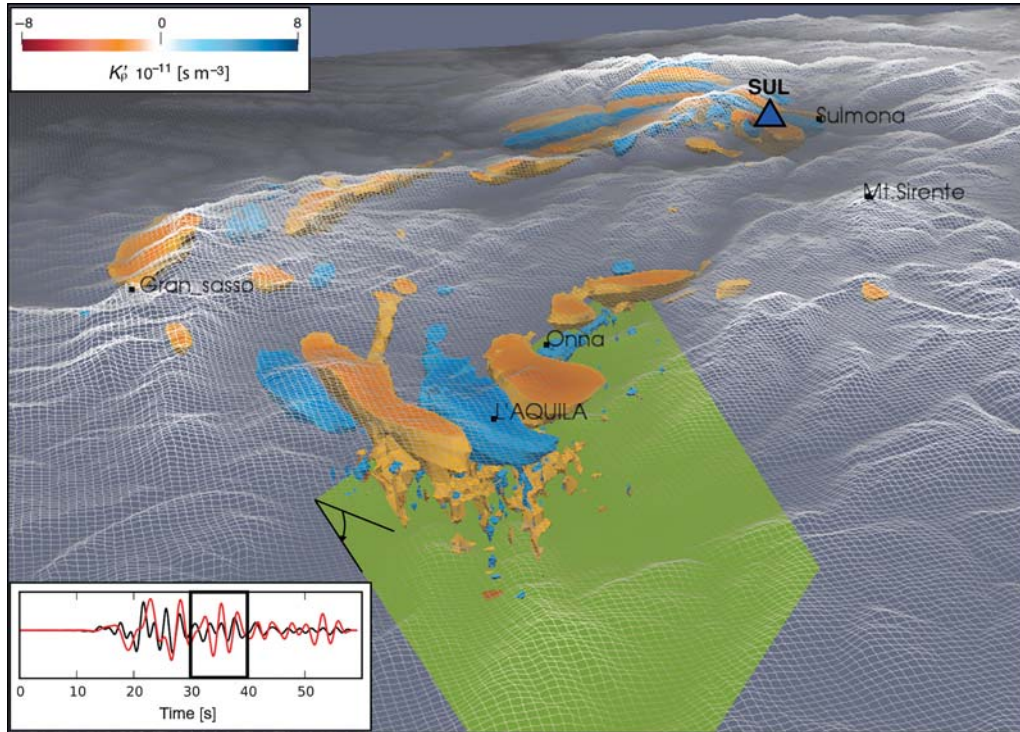 −8
0
8
K′ρ 10⁻¹¹ [s m⁻³]
SUL
Sulmona
Mt.Sirente
Gran_sasso
Onna
L'AQUILA
0 10 20 30 40 50
Time [s]